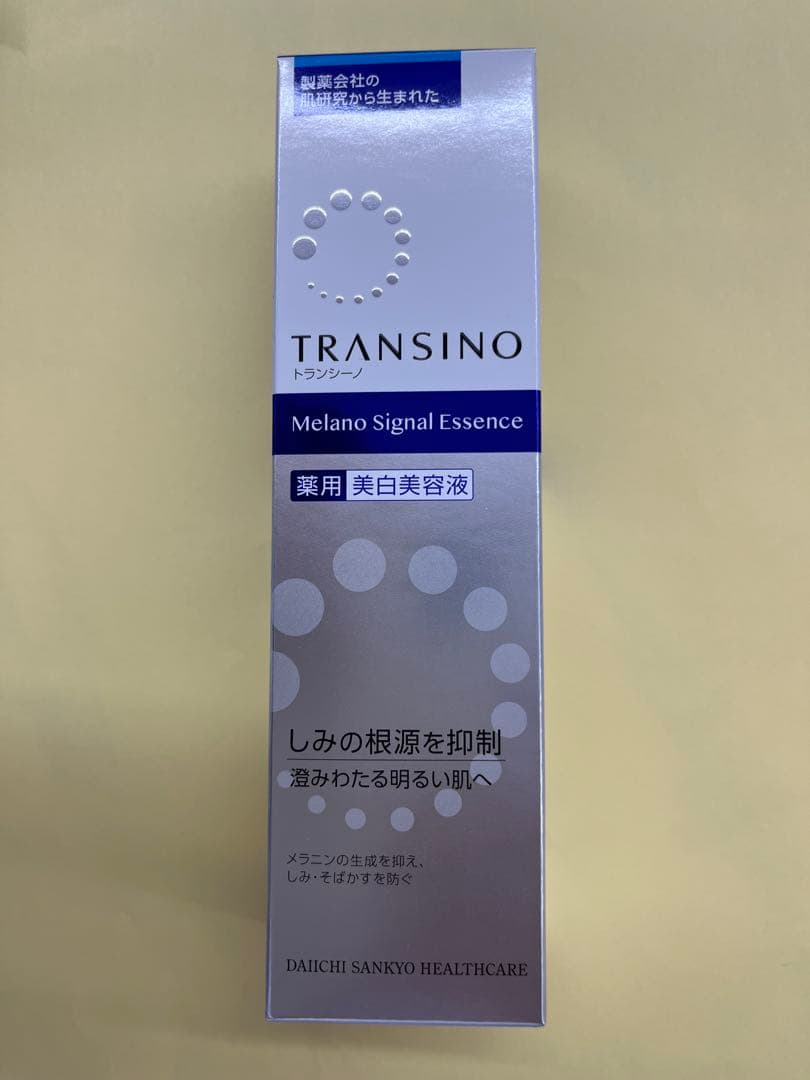 製薬会社の
肌研究から生まれた
TRANSINO
トランシーノ
Melano Signal Essence
薬用 美白美容液
しみの根源を抑制
澄みわたる明るい肌へ
メラニンの生成を抑え、
しみ・そばかすを防ぐ
DAIICHI SANKYO HEALTHCARE